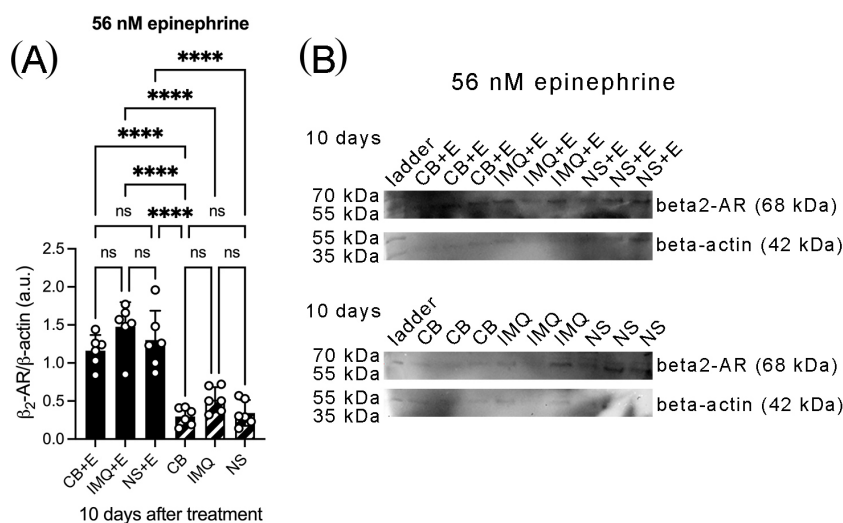 (A)
56 nM epinephrine
****
****
****
****
ns
****
ns
ns
ns
ns
ns
β2-AR/β-actin (a.u.)
2.5
2.0
1.5
1.0
0.5
0.0
CB+E
IMQ+E
NS+E
CB
IMQ
NS
10 days after treatment
(B)
56 nM epinephrine
10 days
ladder
CB+E
CB+E
CB+E
IMQ+E
IMQ+E
IMQ+E
NS+E
NS+E
NS+E
70 kDa
55 kDa
beta2-AR (68 kDa)
55 kDa
35 kDa
beta-actin (42 kDa)
10 days
ladder
CB
CB
CB
IMQ
IMQ
IMQ
NS
NS
NS
70 kDa
55 kDa
beta2-AR (68 kDa)
55 kDa
35 kDa
beta-actin (42 kDa)